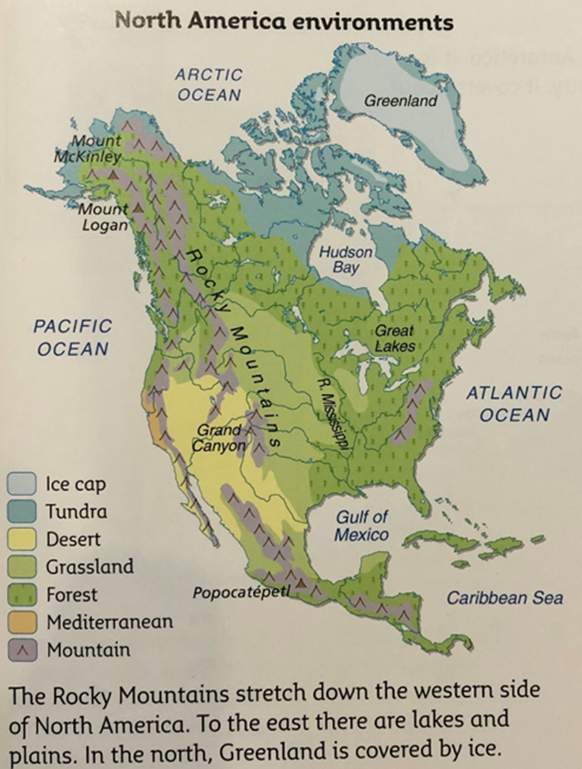 North America environments
ARCTIC
OCEAN
Greenland
Mount
McKinley
Mount
Logan
Hudson
Bay
Rocky Mountains
PACIFIC
OCEAN
Great
Lakes
R. Mississippi
ATLANTIC
OCEAN
Grand
Canyon
Ice cap
Tundra
Desert
Grassland
Forest
Mediterranean
Mountain
Gulf of
Mexico
Popocatépetl
Caribbean Sea
The Rocky Mountains stretch down the western side
of North America. To the east there are lakes and
plains. In the north, Greenland is covered by ice.